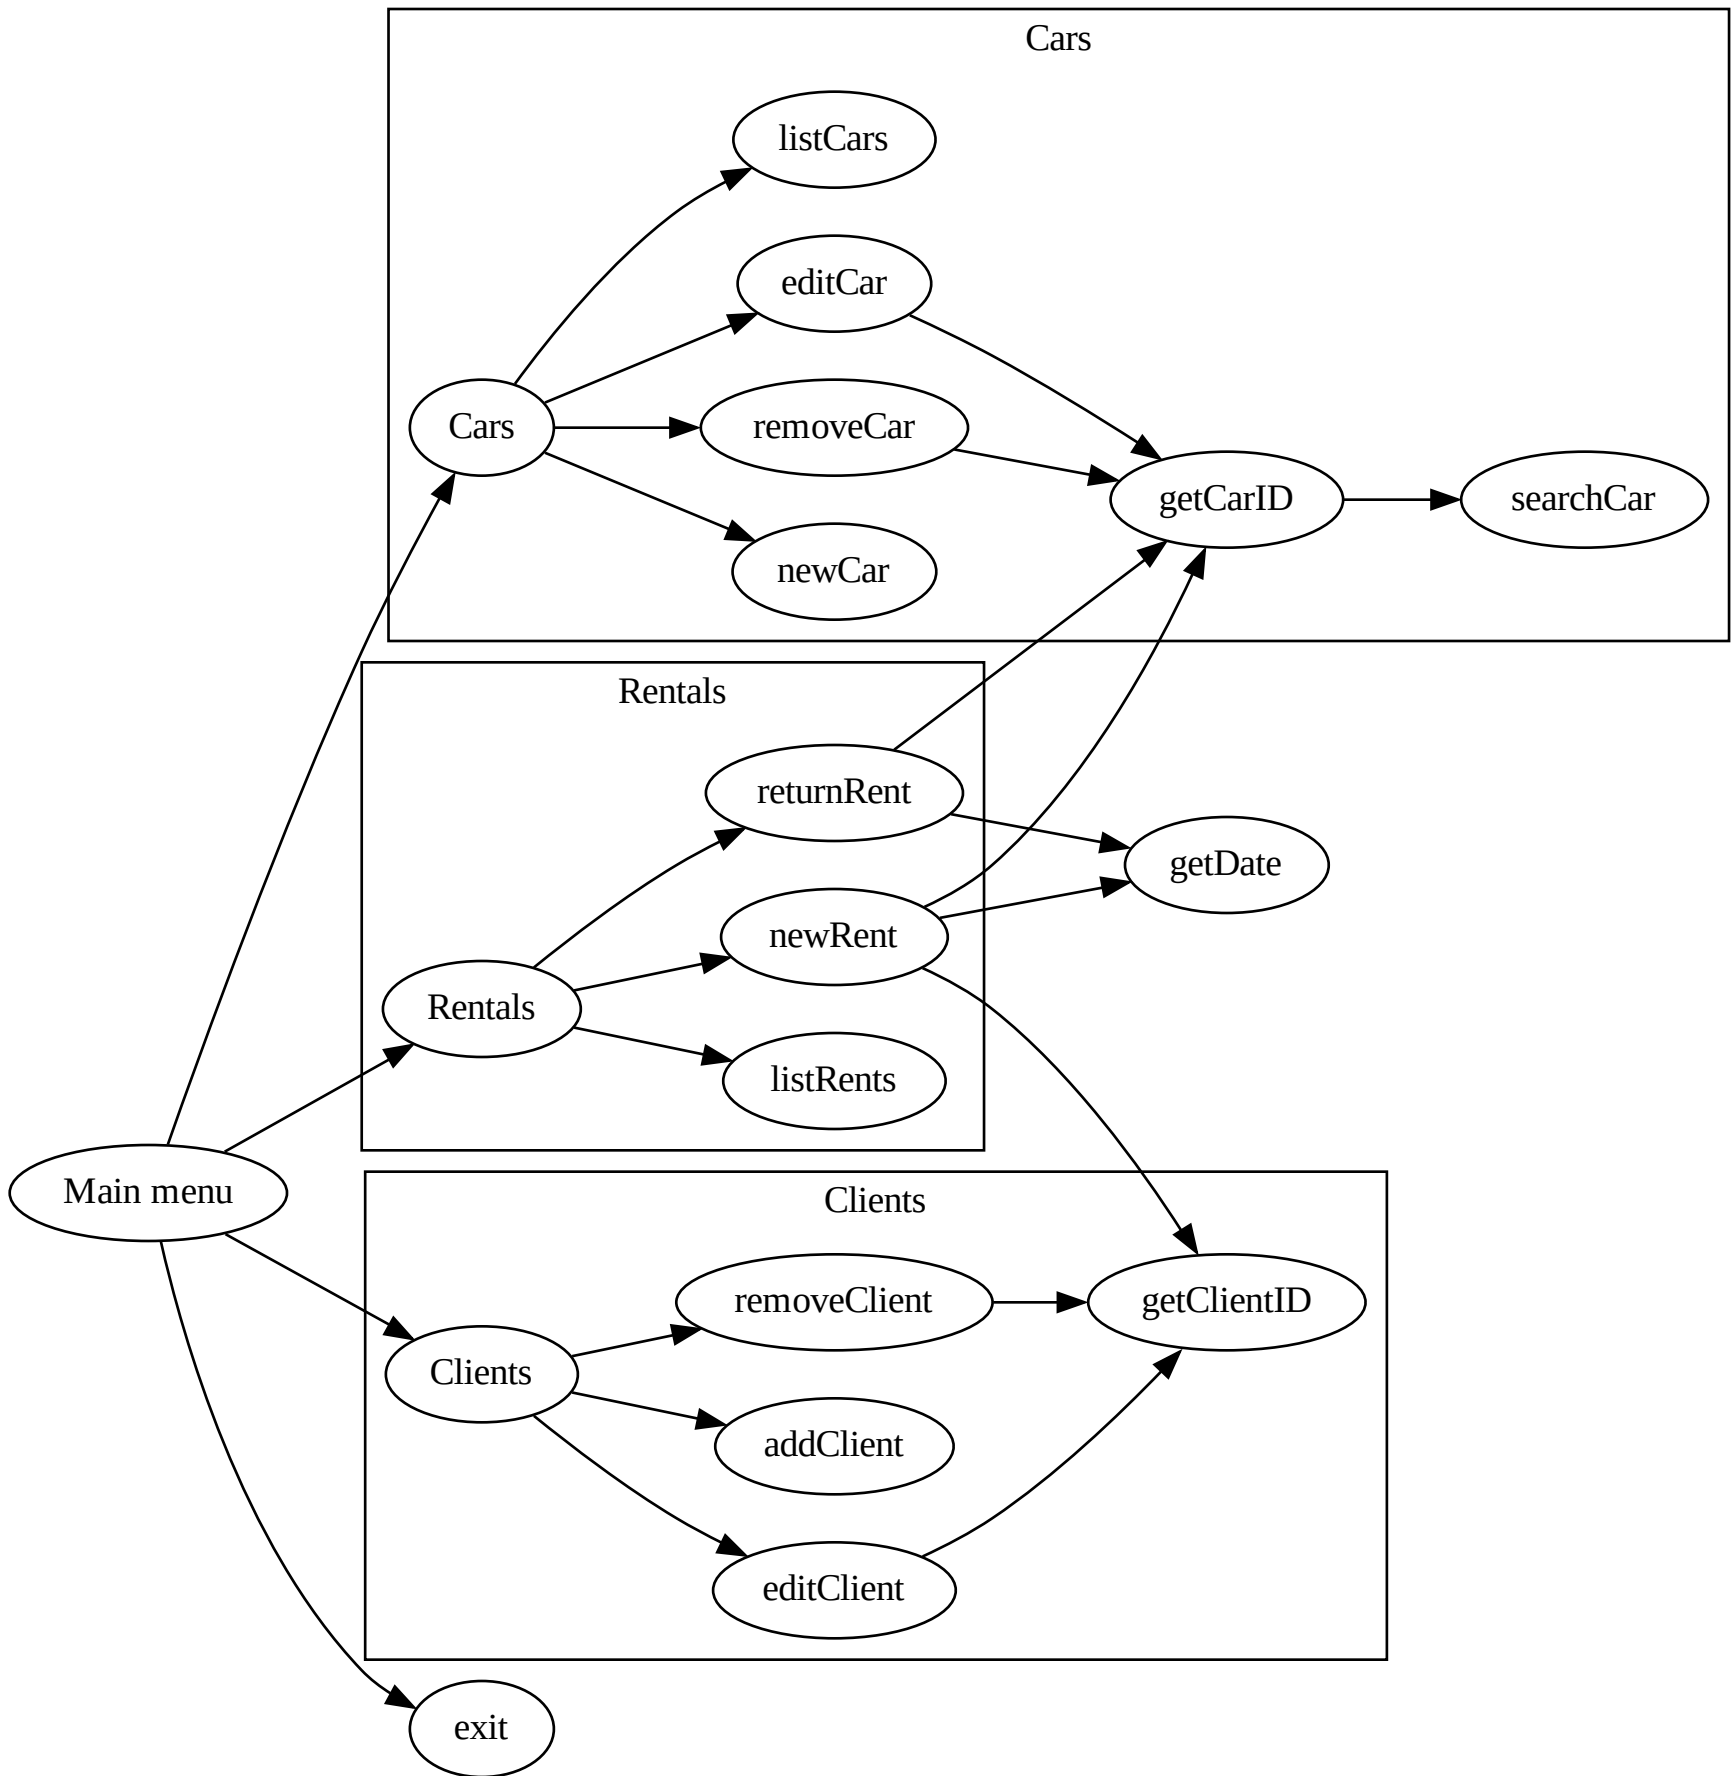 Cars
listCars
editCar
Cars
removeCar
getCarID
searchCar
newCar
Rentals
returnRent
getDate
newRent
Rentals
listRents
Main menu
Clients
removeClient
getClientID
Clients
addClient
editClient
exit